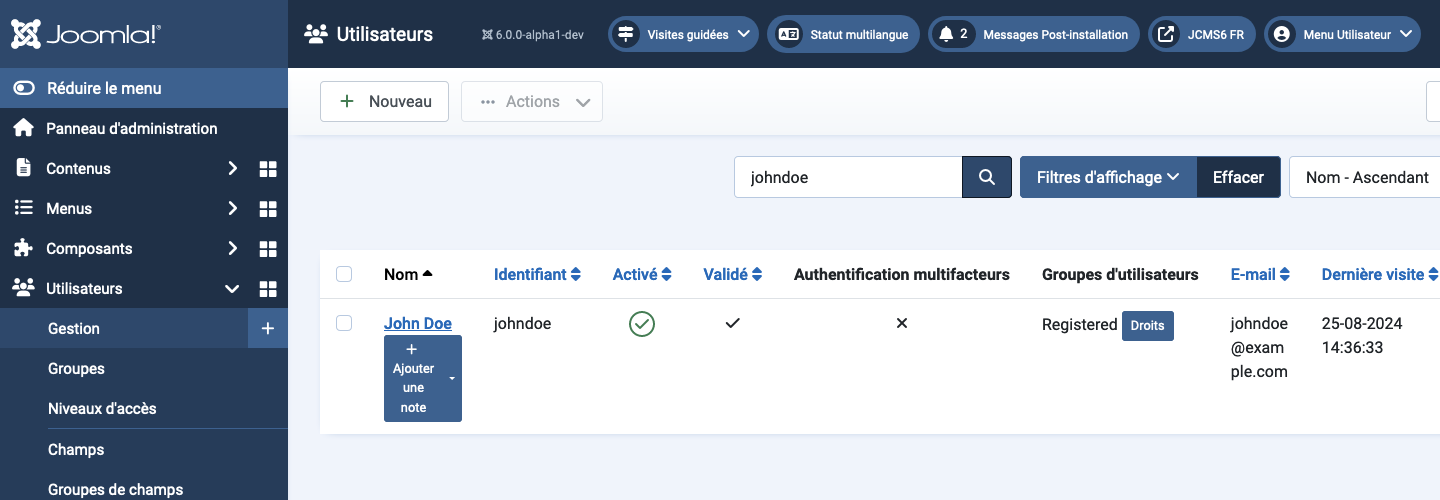 Joomla!®
Utilisateurs
6.0.0-alpha1-dev
Visites guidées
Statut multilangue
2 Messages Post-installation
JCMS6 FR
Menu Utilisateur
Réduire le menu
Panneau d'administration
Contenus
Menus
Composants
Utilisateurs
Gestion
Groupes
Niveaux d'accès
Champs
Groupes de champs
Nouveau
Actions
johndoe
Filtres d'affichage
Effacer
Nom - Ascendant
Nom Identifiant Activé Validé Authentification multifacteurs Groupes d'utilisateurs E-mail Dernière visite
John Doe
Ajouter
une
note
johndoe
Registered Droits
johndoe
@exam
ple.com
25-08-2024
14:36:33